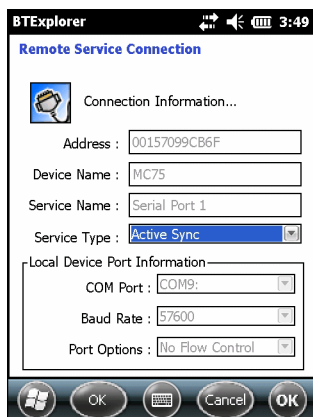 BTExplorer 3:49
Remote Service Connection
Connection Information...
Address : 00157099CB6F
Device Name : MC75
Service Name : Serial Port 1
Service Type : Active Sync
Local Device Port Information
COM Port : COM9:
Baud Rate : 57600
Port Options : No Flow Control
OK Cancel OK